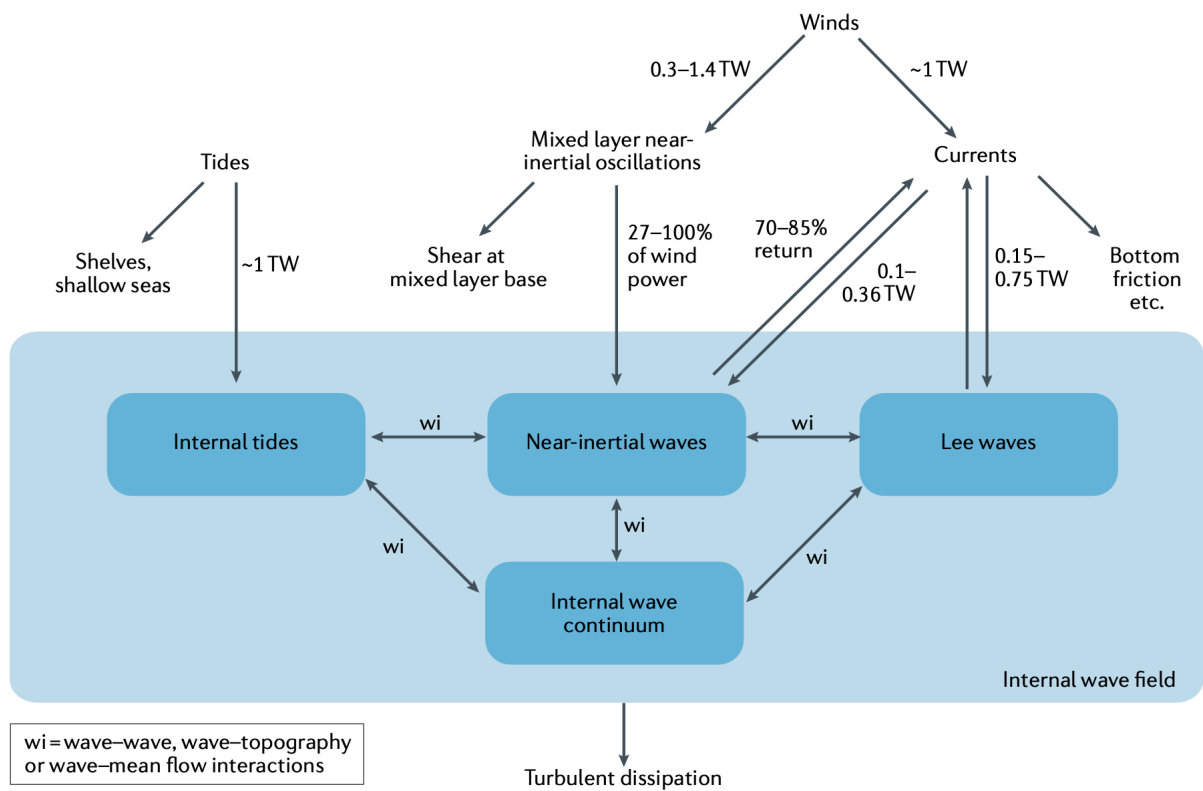 Winds
0.3–1.4 TW
~1 TW
Mixed layer near-
inertial oscillations
Currents
Tides
Shelves,
shallow seas
~1 TW
Shear at
mixed layer base
27–100%
of wind
power
70–85%
return
0.1–
0.36 TW
0.15–
0.75 TW
Bottom
friction
etc.
Internal tides
wi
Near-inertial waves
wi
Lee waves
wi
wi
wi
Internal wave
continuum
Internal wave field
wi = wave–wave, wave–topography
or wave–mean flow interactions
Turbulent dissipation